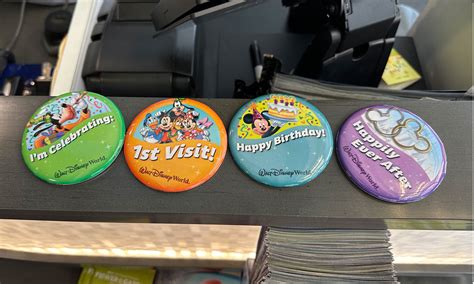 I'm Celebrating!
Walt Disney World.
1st Visit!
Walt Disney World.
Happy Birthday!
Walt Disney World.
Happily
Ever After
Walt Disney World.